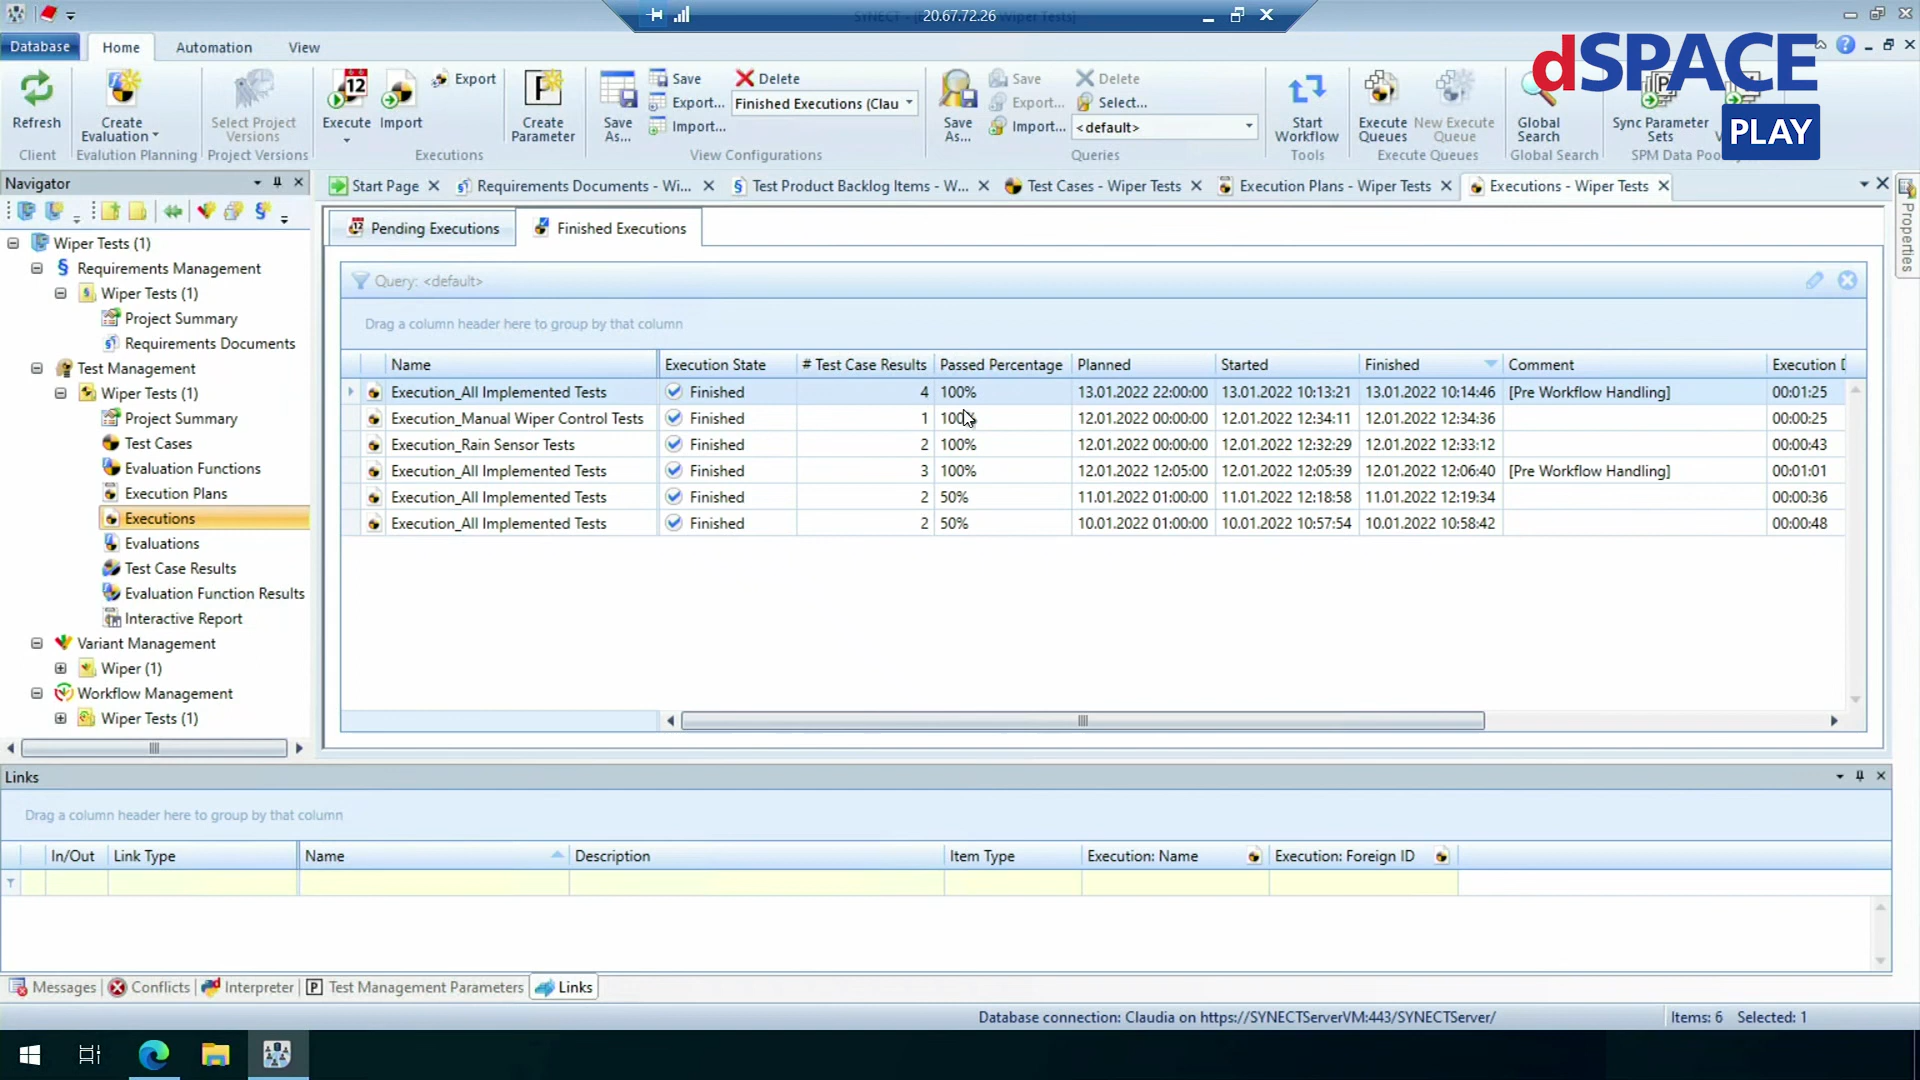 20.67.72.26
dSPACE
PLAY
Database
Home
Automation
View
Refresh
Client
Create
Evaluation
Evalution Planning
Select Project
Versions
Project Versions
12
Execute
Import
Export
Executions
P
Create
Parameter
Save
As...
Save
Export...
Import...
Delete
Finished Executions (Clau
View Configurations
Save
As...
Save
Export...
Import...
Delete
Select...
<default>
Queries
Start
Workflow
Tools
Execute
Queues
New Execute
Queue
Execute Queues
Global
Search
Global Search
Sync Parameter
Sets
Navigator
Start Page
Requirements Documents - Wi...
Test Product Backlog Items - W...
Test Cases - Wiper Tests
Execution Plans - Wiper Tests
Executions - Wiper Tests
Properties
Wiper Tests (1)
Requirements Management
Wiper Tests (1)
Project Summary
Requirements Documents
Test Management
Wiper Tests (1)
Project Summary
Test Cases
Evaluation Functions
Execution Plans
Executions
Evaluations
Test Case Results
Evaluation Function Results
Interactive Report
Variant Management
Wiper (1)
Workflow Management
Wiper Tests (1)
Pending Executions
Finished Executions
Query: <default>
Drag a column header here to group by that column
Name Execution State # Test Case Results Passed Percentage Planned Started Finished Comment Execution D
Execution_All Implemented Tests Finished 4 100% 13.01.2022 22:00:00 13.01.2022 10:13:21 13.01.2022 10:14:46 [Pre Workflow Handling] 00:01:25
Execution_Manual Wiper Control Tests Finished 1 100% 12.01.2022 00:00:00 12.01.2022 12:34:11 12.01.2022 12:34:36 00:00:25
Execution_Rain Sensor Tests Finished 2 100% 12.01.2022 00:00:00 12.01.2022 12:32:29 12.01.2022 12:33:12 00:00:43
Execution_All Implemented Tests Finished 3 100% 12.01.2022 12:05:00 12.01.2022 12:05:39 12.01.2022 12:06:40 [Pre Workflow Handling] 00:01:01
Execution_All Implemented Tests Finished 2 50% 11.01.2022 01:00:00 11.01.2022 12:18:58 11.01.2022 12:19:34 00:00:36
Execution_All Implemented Tests Finished 2 50% 10.01.2022 01:00:00 10.01.2022 10:57:54 10.01.2022 10:58:42 00:00:48
Links
Drag a column header here to group by that column
In/Out Link Type Name Description Item Type Execution: Name Execution: Foreign ID
Messages
Conflicts
Interpreter
P Test Management Parameters
Links
Database connection: Claudia on https://SYNECTServerVM:443/SYNECTServer/
Items: 6 Selected: 1